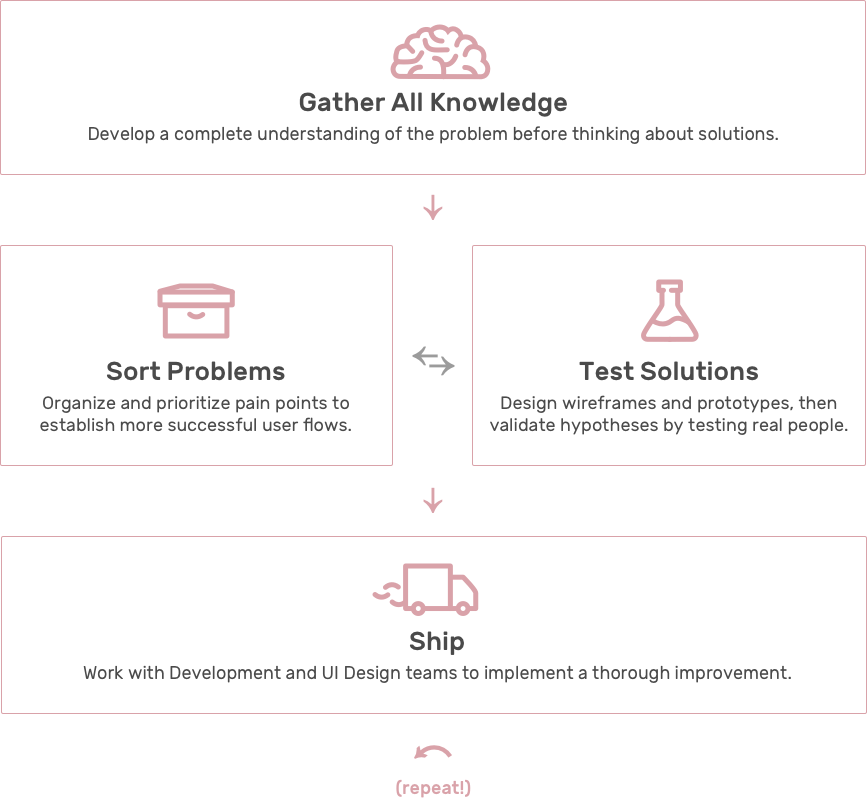 Gather All Knowledge
Develop a complete understanding of the problem before thinking about solutions.
Sort Problems
Organize and prioritize pain points to
establish more successful user flows.
Test Solutions
Design wireframes and prototypes, then
validate hypotheses by testing real people.
Ship
Work with Development and UI Design teams to implement a thorough improvement.
(repeat!)